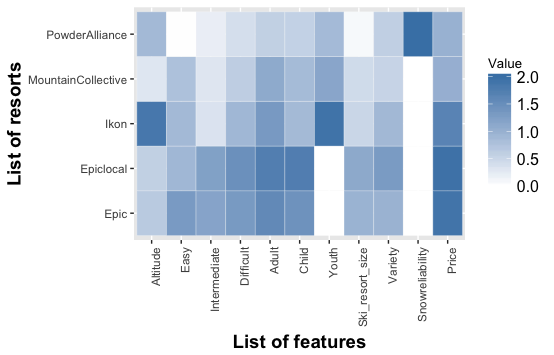 List of resorts
PowderAlliance
MountainCollective
Ikon
Epiclocal
Epic
Altitude
Easy
Intermediate
Difficult
Adult
Child
Youth
Ski_resort_size
Variety
Snowreliability
Price
List of features
Value
2.0
1.5
1.0
0.5
0.0